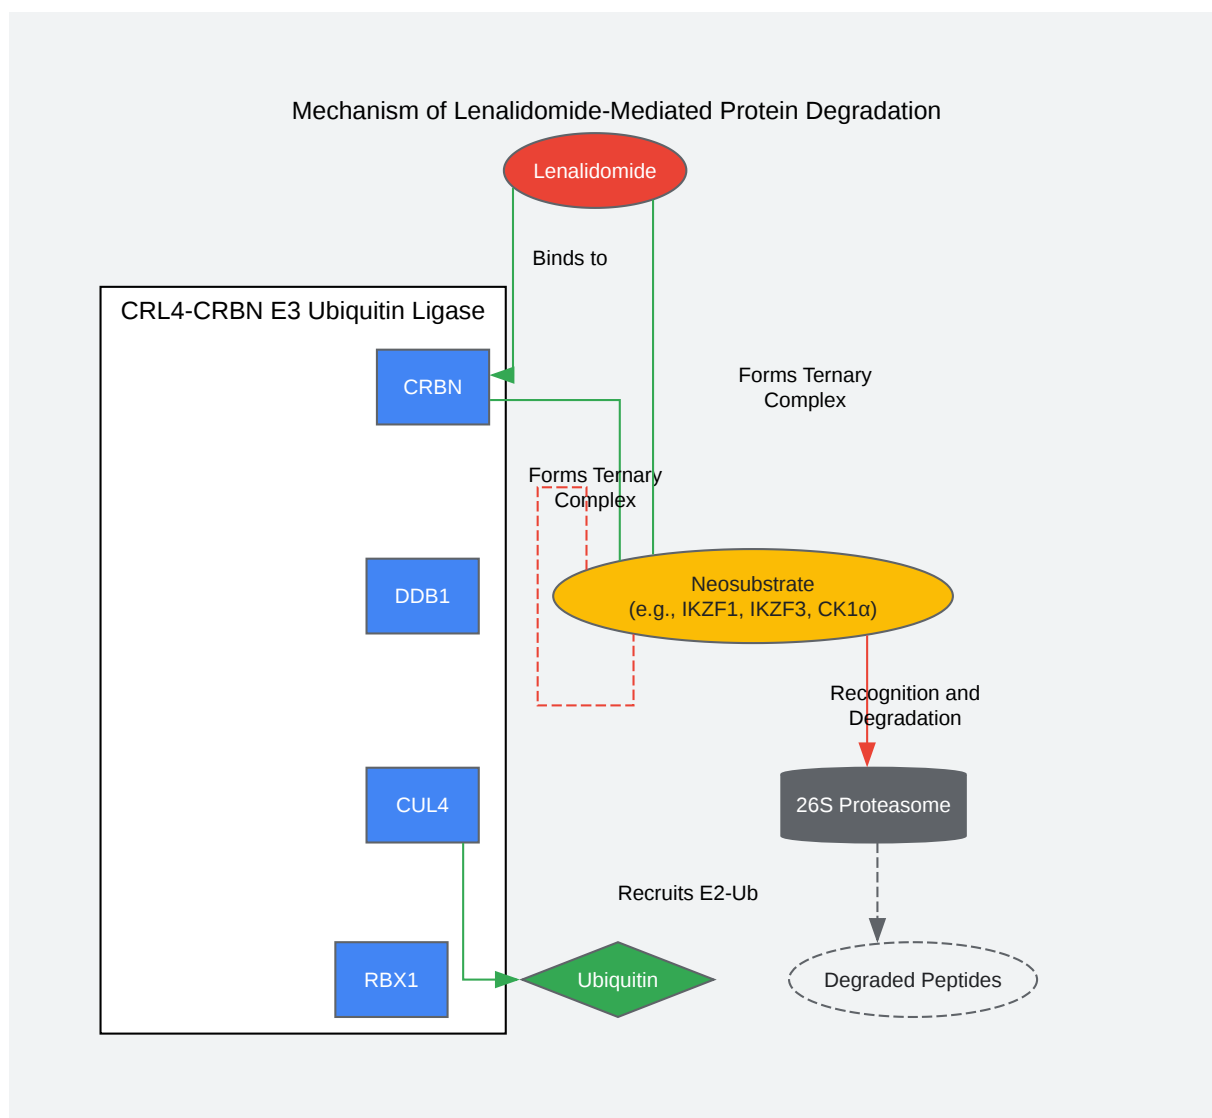 Mechanism of Lenalidomide-Mediated Protein Degradation
Lenalidomide
Binds to
CRL4-CRBN E3 Ubiquitin Ligase
CRBN
Forms Ternary
Complex
Forms Ternary
Complex
DDB1
Neosubstrate
(e.g., IKZF1, IKZF3, CK1α)
Recognition and
Degradation
CUL4
26S Proteasome
Recruits E2-Ub
RBX1
Ubiquitin
Degraded Peptides